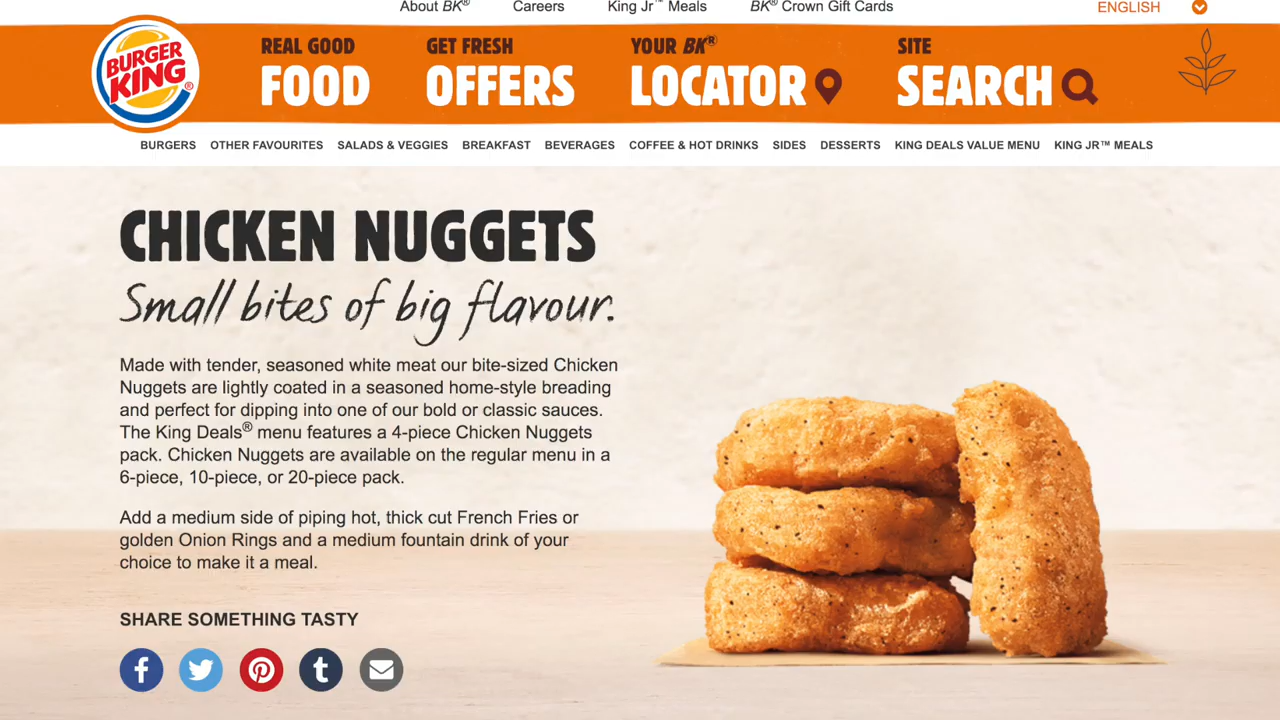 About BK® Careers King Jr™ Meals BK® Crown Gift Cards ENGLISH
BURGER KING®
REAL GOOD
FOOD
GET FRESH
OFFERS
YOUR BK®
LOCATOR
SITE
SEARCH
BURGERS OTHER FAVOURITES SALADS & VEGGIES BREAKFAST BEVERAGES COFFEE & HOT DRINKS SIDES DESSERTS KING DEALS VALUE MENU KING JR™ MEALS
CHICKEN NUGGETS
Small bites of big flavour.
Made with tender, seasoned white meat our bite-sized Chicken
Nuggets are lightly coated in a seasoned home-style breading
and perfect for dipping into one of our bold or classic sauces.
The King Deals® menu features a 4-piece Chicken Nuggets
pack. Chicken Nuggets are available on the regular menu in a
6-piece, 10-piece, or 20-piece pack.
Add a medium side of piping hot, thick cut French Fries or
golden Onion Rings and a medium fountain drink of your
choice to make it a meal.
SHARE SOMETHING TASTY